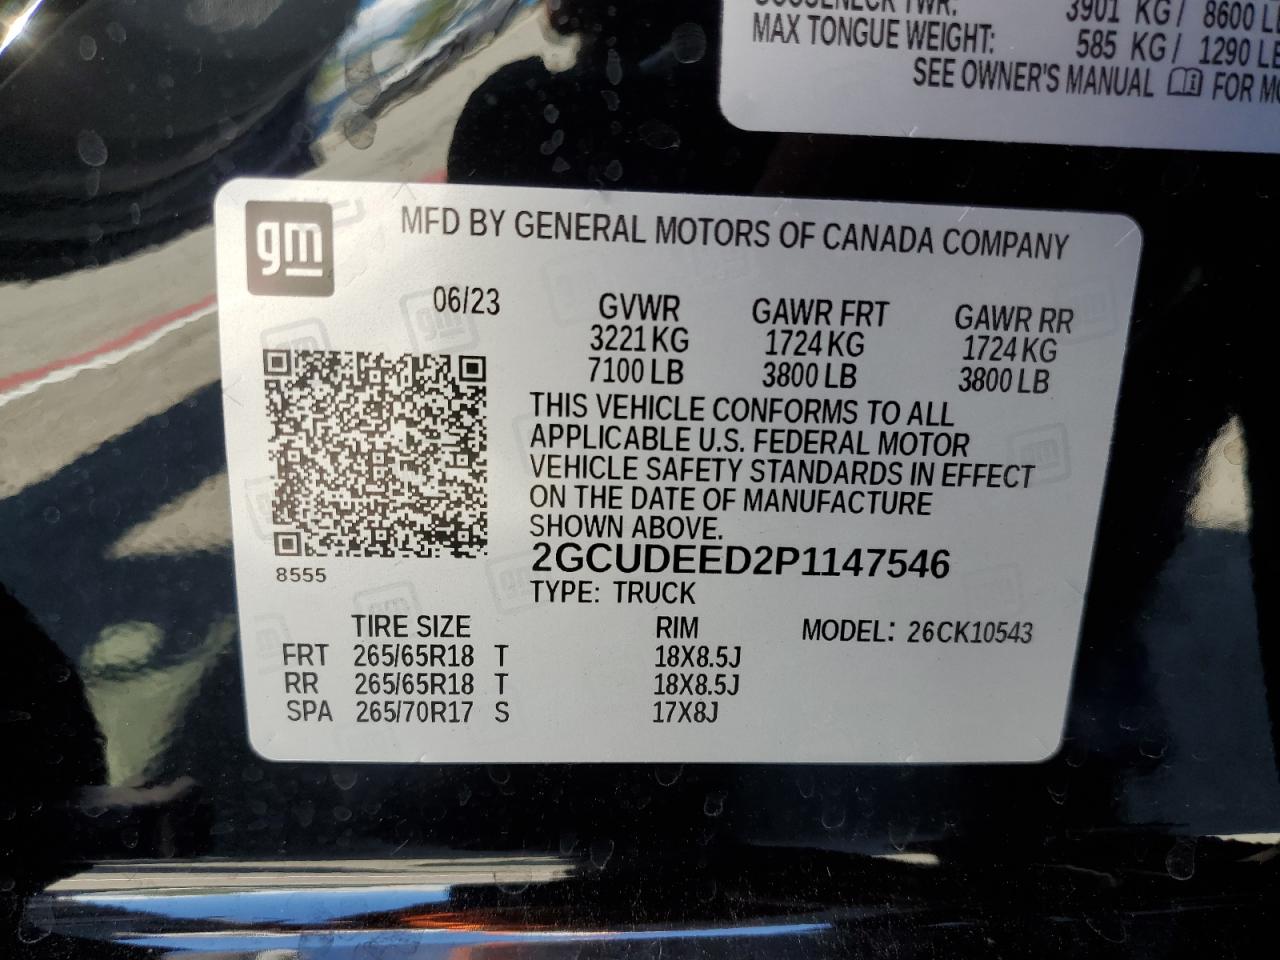 3901 KG/ 8600
MAX TONGUE WEIGHT: 585 KG/ 1290
SEE OWNER'S MANUAL FOR
gm
MFD BY GENERAL MOTORS OF CANADA COMPANY
06/23 GVWR GAWR FRT GAWR RR
3221 KG 1724 KG 1724 KG
7100 LB 3800 LB 3800 LB
THIS VEHICLE CONFORMS TO ALL
APPLICABLE U.S. FEDERAL MOTOR
VEHICLE SAFETY STANDARDS IN EFFECT
ON THE DATE OF MANUFACTURE
SHOWN ABOVE.
2GCUDEED2P1147546
8555
TYPE: TRUCK
TIRE SIZE RIM MODEL: 26CK10543
FRT 265/65R18 T 18X8.5J
RR 265/65R18 T 18X8.5J
SPA 265/70R17 S 17X8J